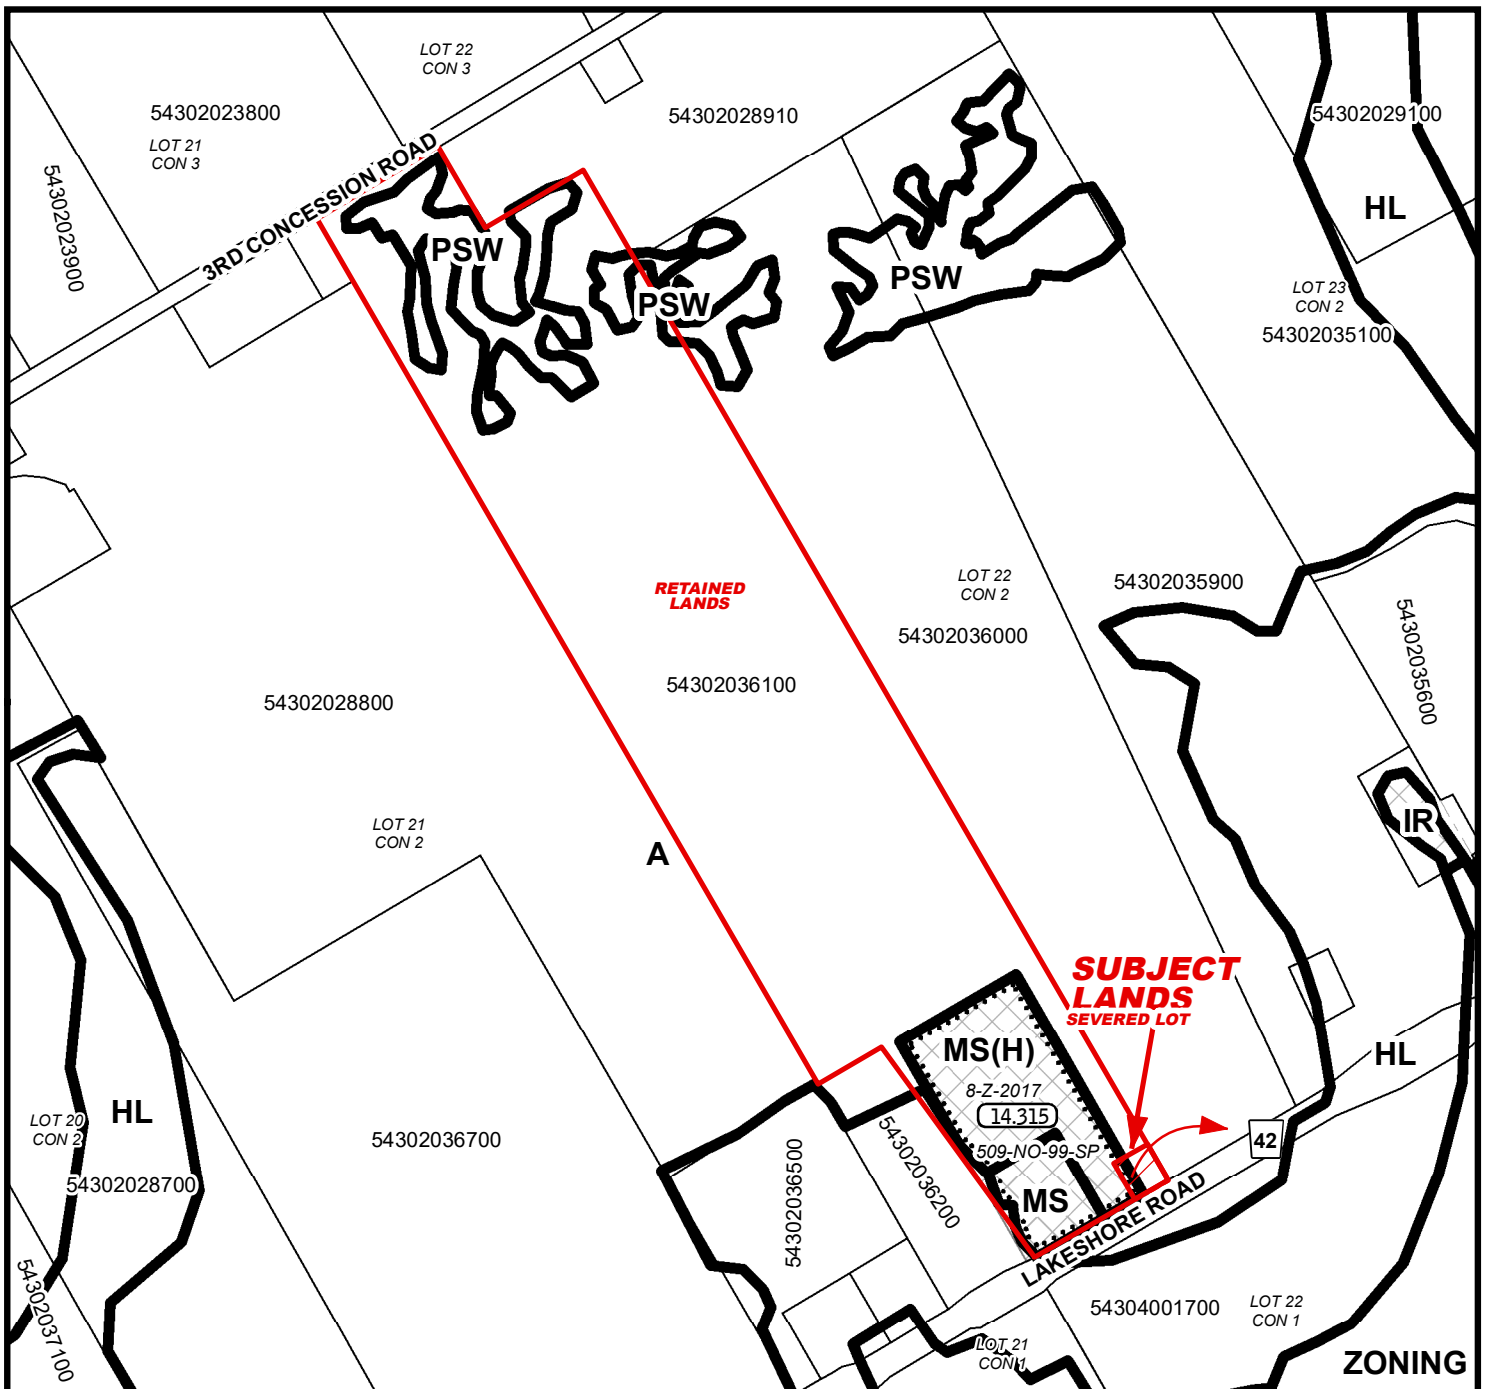 LOT 22
CON 3
54302023800
LOT 21
CON 3
54302028910
54302029100
54302023900
3RD CONCESSION ROAD
HL
PSW
PSW
PSW
LOT 23
CON 2
54302035100
RETAINED
LANDS
LOT 22
CON 2
54302035900
54302036000
54302035600
54302036100
54302028800
LOT 21
CON 2
A
IR
SUBJECT
LANDS
SEVERED LOT
MS(H)
HL
8-Z-2017
14.315
LOT 20
CON 2
HL
54302036700
54302036500
54302036200
509-NO-99-SP
42
54302028700
MS
LAKESHORE ROAD
54302037100
54304001700
LOT 22
CON 1
LOT 21
CON 1
ZONING